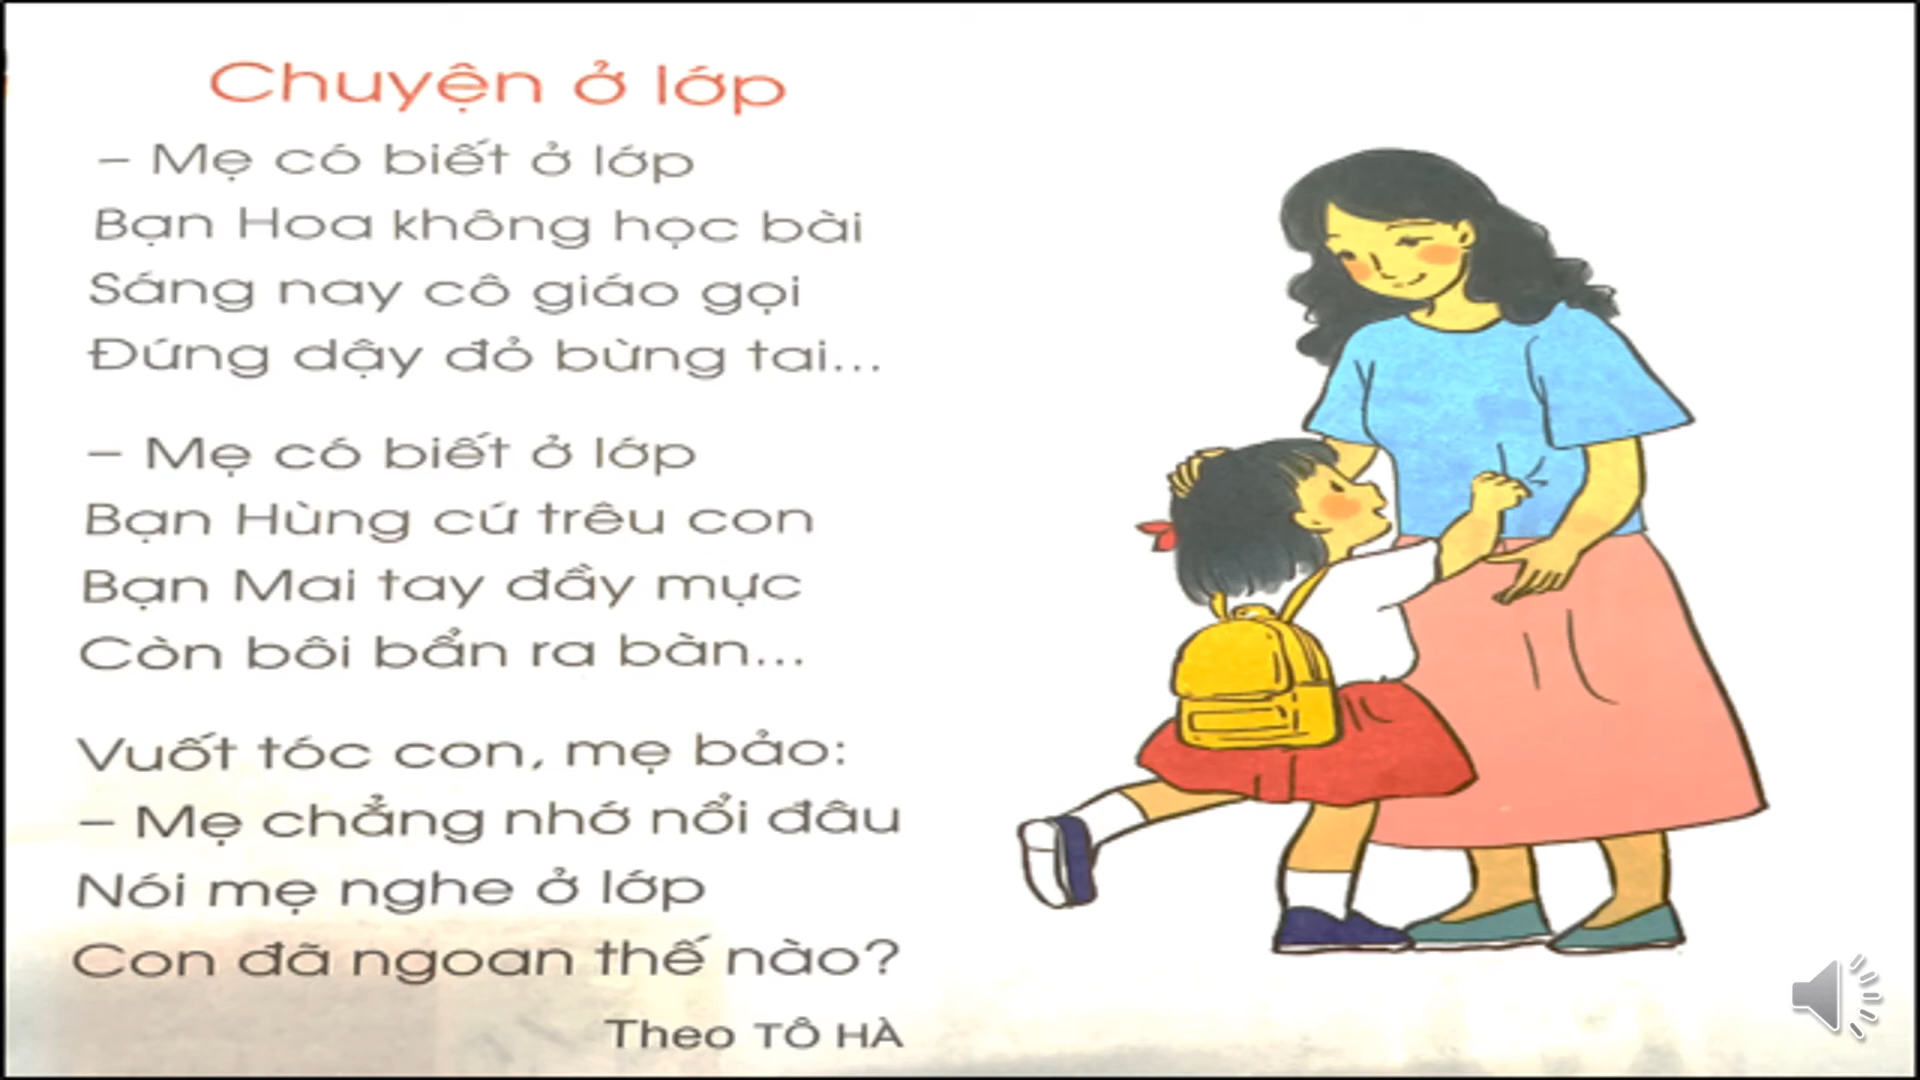 Chuyện ở lớp
– Mẹ có biết ở lớp
Bạn Hoa không học bài
Sáng nay cô giáo gọi
Đứng dậy đỏ bừng tai...
– Mẹ có biết ở lớp
Bạn Hùng cứ trêu con
Bạn Mai tay đầy mực
Còn bôi bẩn ra bàn...
Vuốt tóc con, mẹ bảo:
– Mẹ chẳng nhớ nổi đâu
Nói mẹ nghe ở lớp
Con đã ngoan thế nào?
Theo TÔ HÀ